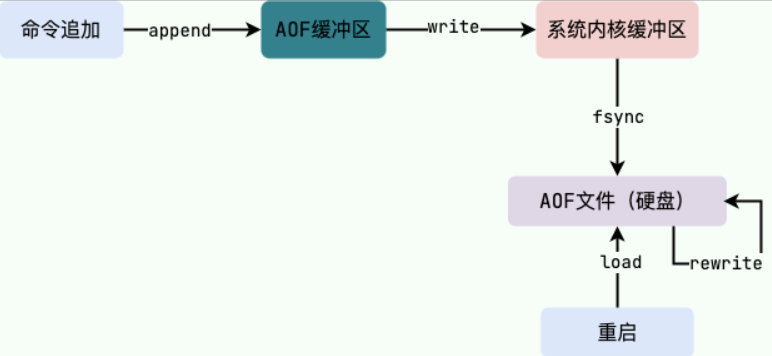 命令追加
append
AOF缓冲区
write
系统内核缓冲区
fsync
AOF文件（硬盘）
load
rewrite
重启